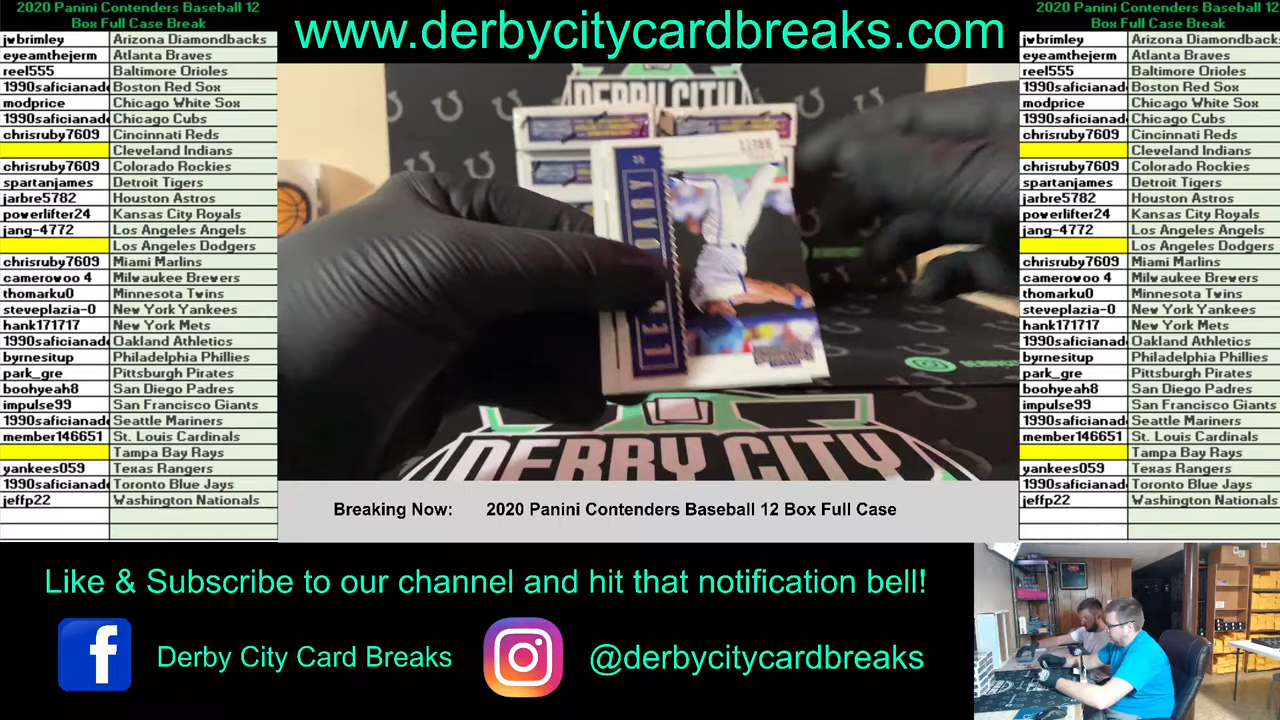 2020 Panini Contenders Baseball 12
Box Full Case Break
jwbrimley Arizona Diamondbacks
eyeamthejerm Atlanta Braves
reel555 Baltimore Orioles
1990saficianad Boston Red Sox
modprice Chicago White Sox
1990saficianad Chicago Cubs
chrisruby7609 Cincinnati Reds
Cleveland Indians
chrisruby7609 Colorado Rockies
spartanjames Detroit Tigers
jarbre5782 Houston Astros
powerlifter24 Kansas City Royals
jang-4772 Los Angeles Angels
Los Angeles Dodgers
chrisruby7609 Miami Marlins
camerowoo 4 Milwaukee Brewers
thomarku0 Minnesota Twins
steveplazia-0 New York Yankees
hank171717 New York Mets
1990saficianad Oakland Athletics
byrnesitup Philadelphia Phillies
park_gre Pittsburgh Pirates
boohyeah8 San Diego Padres
impulse99 San Francisco Giants
1990saficianad Seattle Mariners
member146651 St. Louis Cardinals
Tampa Bay Rays
yankees059 Texas Rangers
1990saficianad Toronto Blue Jays
jeffp22 Washington Nationals
www.derbycitycardbreaks.com
DERBY CITY
DERBY CITY
Breaking Now: 2020 Panini Contenders Baseball 12 Box Full Case
2020 Panini Contenders Baseball 12
Box Full Case Break
jwbrimley Arizona Diamondbacks
eyeamthejerm Atlanta Braves
reel555 Baltimore Orioles
1990saficianad Boston Red Sox
modprice Chicago White Sox
1990saficianad Chicago Cubs
chrisruby7609 Cincinnati Reds
Cleveland Indians
chrisruby7609 Colorado Rockies
spartanjames Detroit Tigers
jarbre5782 Houston Astros
powerlifter24 Kansas City Royals
jang-4772 Los Angeles Angels
Los Angeles Dodgers
chrisruby7609 Miami Marlins
camerowoo 4 Milwaukee Brewers
thomarku0 Minnesota Twins
steveplazia-0 New York Yankees
hank171717 New York Mets
1990saficianad Oakland Athletics
byrnesitup Philadelphia Phillies
park_gre Pittsburgh Pirates
boohyeah8 San Diego Padres
impulse99 San Francisco Giants
1990saficianad Seattle Mariners
member146651 St. Louis Cardinals
Tampa Bay Rays
yankees059 Texas Rangers
1990saficianad Toronto Blue Jays
jeffp22 Washington Nationals
Like & Subscribe to our channel and hit that notification bell!
Derby City Card Breaks
@derbycitycardbreaks